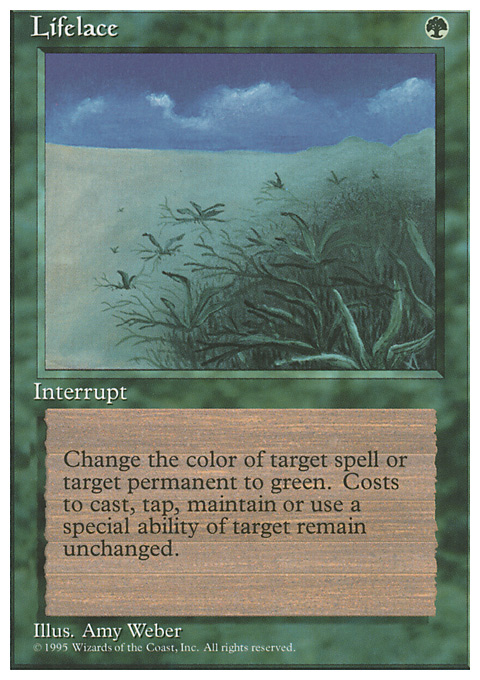 Lifelace
Interrupt
Change the color of target spell or
target permanent to green. Costs
to cast, tap, maintain or use a
special ability of target remain
unchanged.
Illus. Amy Weber
© 1995 Wizards of the Coast, Inc. All rights reserved.